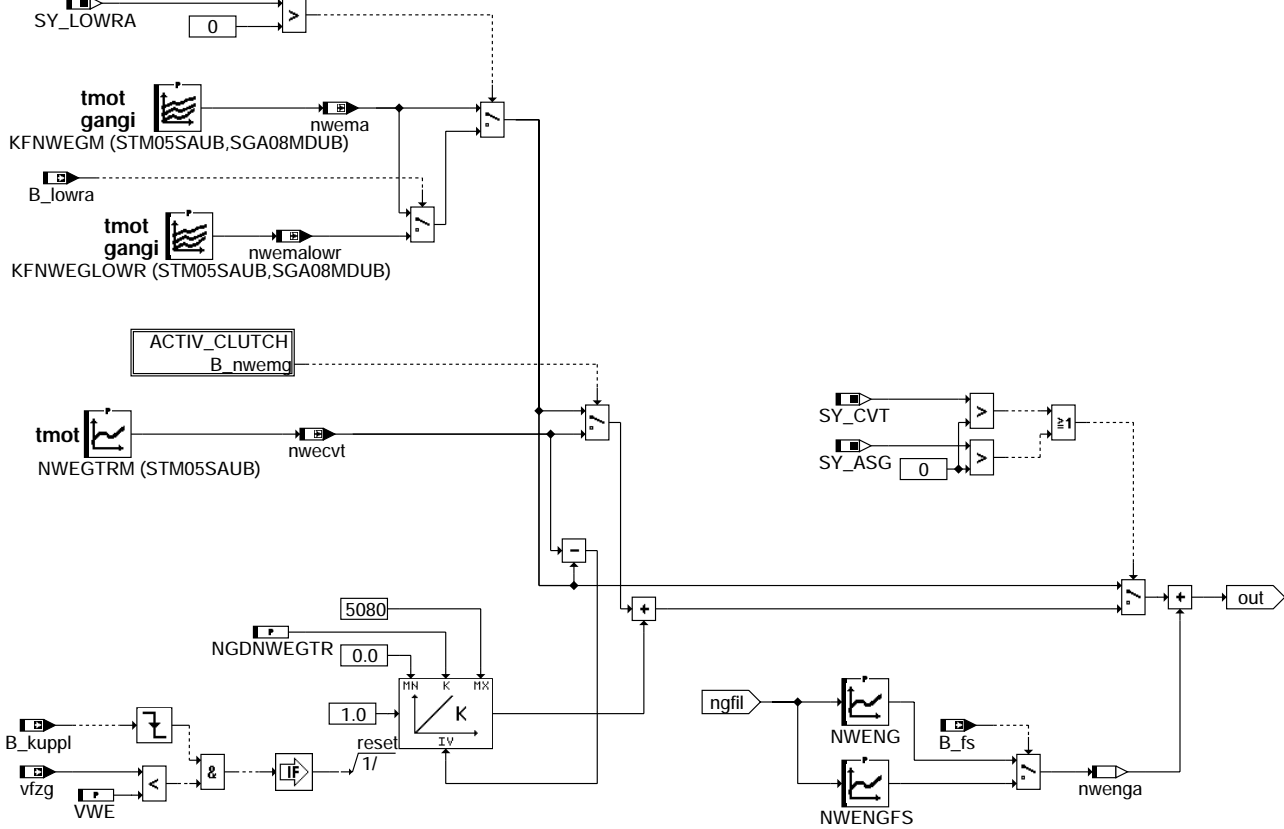 SY_LOWRA
0
>
tmot
gangi
P
nwema
KFNWEGM (STM05SAUB,SGA08MDUB)
B_lowra
tmot
gangi
P
nwemalowr
KFNWEGLOWR (STM05SAUB,SGA08MDUB)
ACTIV_CLUTCH
B_nwemg
tmot
P
nwecvt
NWEGTRM (STM05SAUB)
SY_CVT
>
SY_ASG
0
>
≥1
-
5080
+
+
out
P
NGDNWEGTR
0.0
MN K MX
1.0
K
IV
reset
1/
B_kuppl
vfzg
<
&
IF
P
VWE
ngfil
P
NWENG
B_fs
P
NWENGFS
nwenga